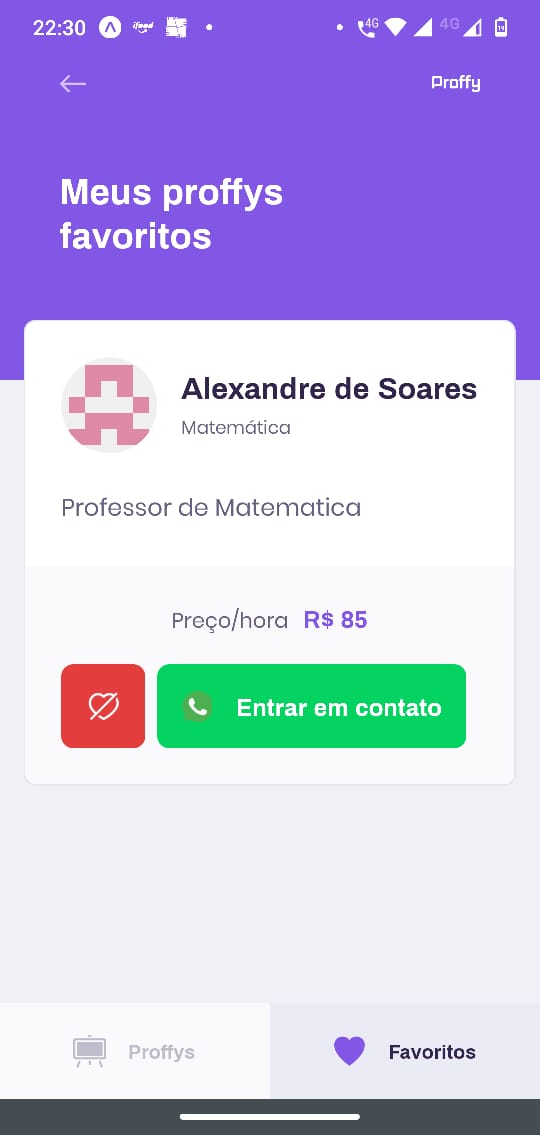 22:30 ifood 4G 4G
Proffy
Meus proffys
favoritos
Alexandre de Soares
Matemática
Professor de Matematica
Preço/hora R$ 85
Entrar em contato
Proffys Favoritos